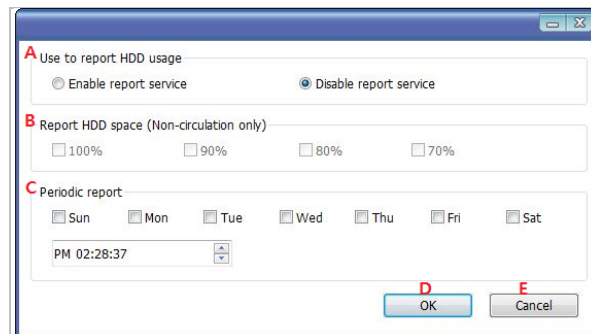 A Use to report HDD usage
Enable report service Disable report service
B Report HDD space (Non-circulation only)
100% 90% 80% 70%
C Periodic report
Sun Mon Tue Wed Thu Fri Sat
PM 02:28:37
D E
OK Cancel